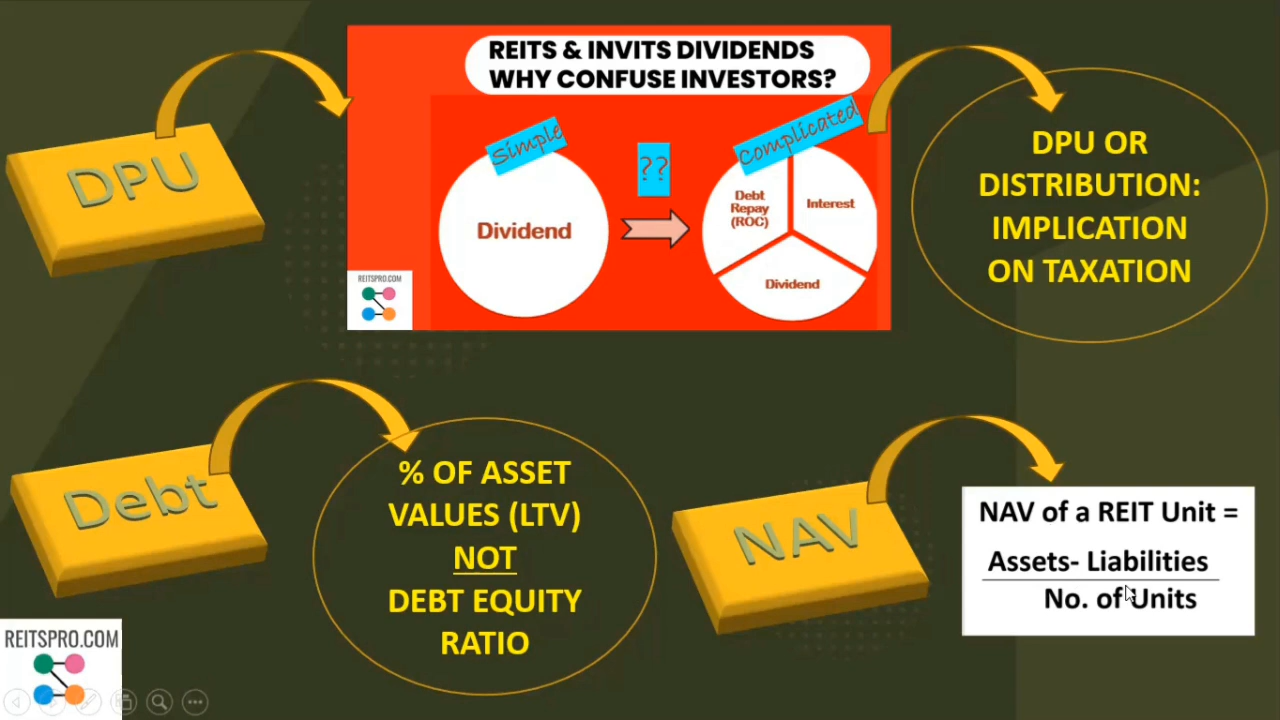 REITS & INVITS DIVIDENDS
WHY CONFUSE INVESTORS?
DPU
Simple
??
Complicated
Dividend
Debt
Repay
(ROC)
Interest
Dividend
REITSPRO.COM
DPU OR
DISTRIBUTION:
IMPLICATION
ON TAXATION
Debt
% OF ASSET
VALUES (LTV)
NOT
DEBT EQUITY
RATIO
NAV
NAV of a REIT Unit =
Assets- Liabilities
No. of Units
REITSPRO.COM